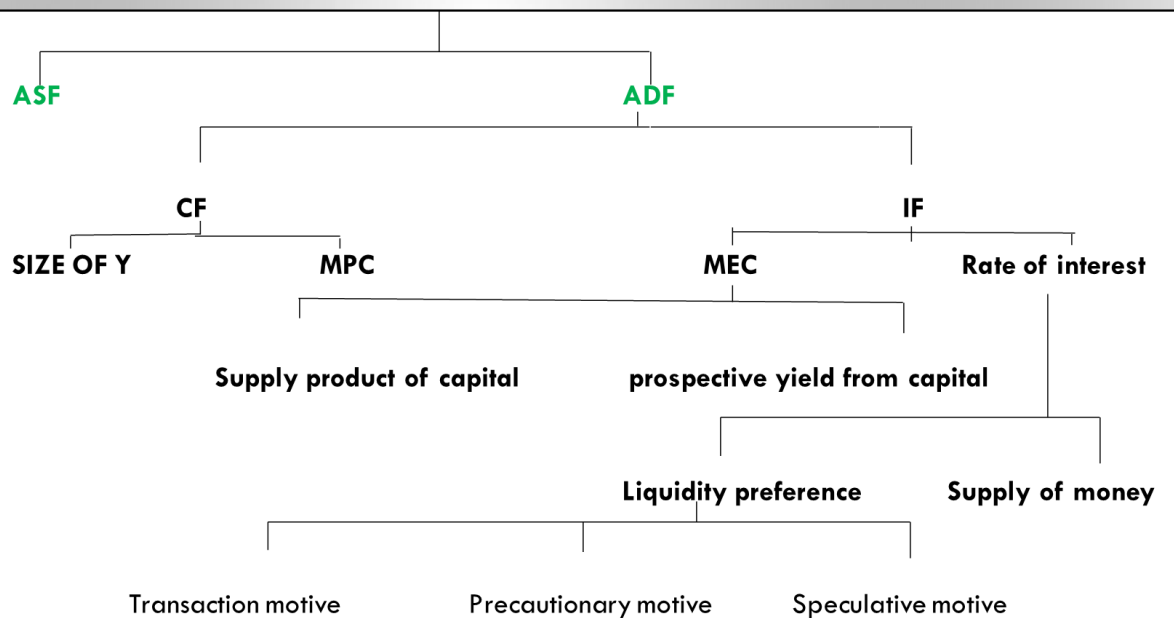 ASF ADF
CF IF
SIZE OF Y MPC MEC Rate of interest
Supply product of capital prospective yield from capital
Liquidity preference Supply of money
Transaction motive Precautionary motive Speculative motive